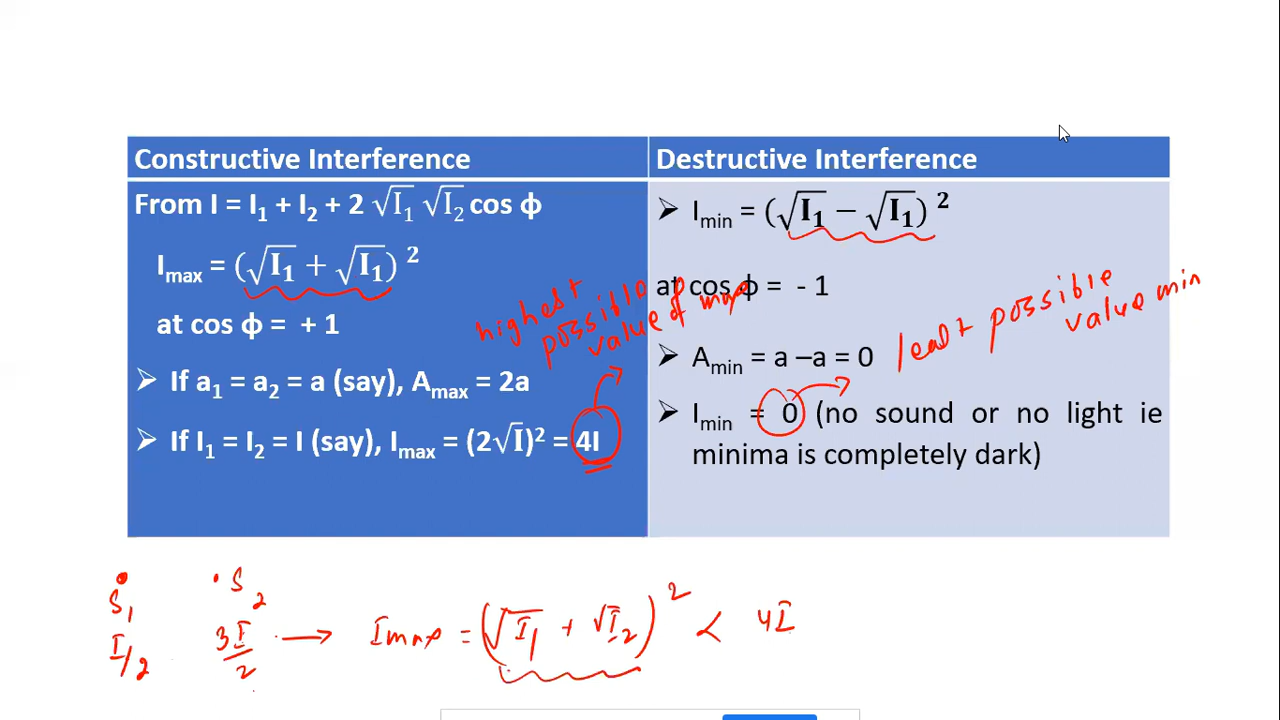 Constructive Interference
From I = I₁ + I₂ + 2 √I₁ √I₂ cos ϕ
Imax = (√I₁ + √I₁) ²
at cos ϕ = + 1
➢ If a₁ = a₂ = a (say), Amax = 2a
➢ If I₁ = I₂ = I (say), Imax = (2√I)² = 4I
highest
possible
value of
Destructive Interference
➢ Imin = (√I₁ − √I₁) ²
at cos ϕ = - 1
➢ Amin = a –a = 0
➢ Imin = 0 (no sound or no light ie
minima is completely dark)
least possible
value min
S₁ S₂
I/2 3I/2 → Imax = (√I₁ + √I₂)² < 4I